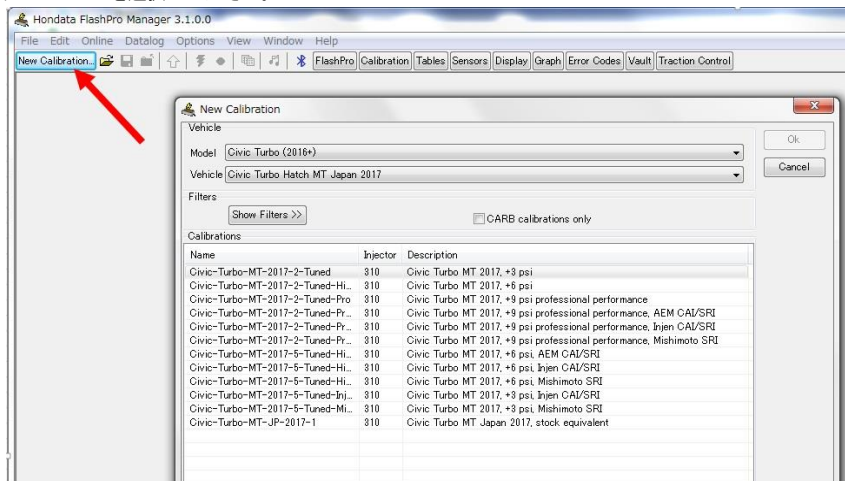 Hondata FlashPro Manager 3.1.0.0
File Edit Online Datalog Options View Window Help
New Calibration... FlashPro Calibration Tables Sensors Display Graph Error Codes Vault Traction Control
New Calibration
Vehicle
Model Civic Turbo (2016+)
Ok
Vehicle Civic Turbo Hatch MT Japan 2017
Cancel
Filters
Show Filters >> CARB calibrations only
Calibrations
Name Injector Description
Civic-Turbo-MT-2017-2-Tuned 310 Civic Turbo MT 2017, +3 psi
Civic-Turbo-MT-2017-2-Tuned-Hi... 310 Civic Turbo MT 2017, +6 psi
Civic-Turbo-MT-2017-2-Tuned-Pro 310 Civic Turbo MT 2017, +9 psi professional performance
Civic-Turbo-MT-2017-2-Tuned-Pr... 310 Civic Turbo MT 2017, +9 psi professional performance, AEM CAI/SRI
Civic-Turbo-MT-2017-2-Tuned-Pr... 310 Civic Turbo MT 2017, +9 psi professional performance, Injen CAI/SRI
Civic-Turbo-MT-2017-2-Tuned-Pr... 310 Civic Turbo MT 2017, +9 psi professional performance, Mishimoto SRI
Civic-Turbo-MT-2017-5-Tuned-Hi... 310 Civic Turbo MT 2017, +6 psi, AEM CAI/SRI
Civic-Turbo-MT-2017-5-Tuned-Hi... 310 Civic Turbo MT 2017, +6 psi, Injen CAI/SRI
Civic-Turbo-MT-2017-5-Tuned-Hi... 310 Civic Turbo MT 2017, +6 psi, Mishimoto SRI
Civic-Turbo-MT-2017-5-Tuned-Inj... 310 Civic Turbo MT 2017, +3 psi, Injen CAI/SRI
Civic-Turbo-MT-2017-5-Tuned-Mi... 310 Civic Turbo MT 2017, +3 psi, Mishimoto SRI
Civic-Turbo-MT-JP-2017-1 310 Civic Turbo MT Japan 2017, stock equivalent